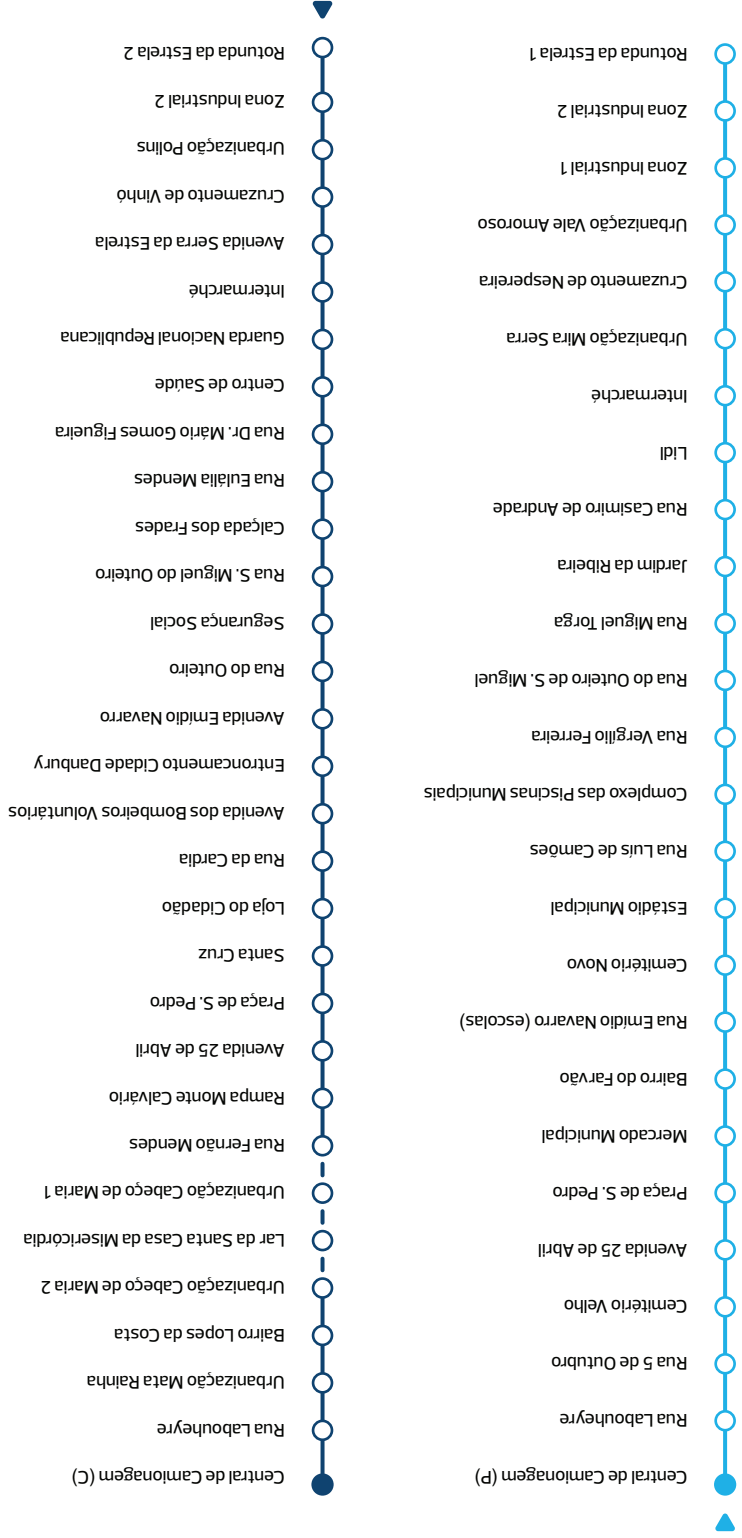 Central de Camionagem (P)
Rua Labouheyre
Rua 5 de Outubro
Cemitério Velho
Avenida 25 de Abril
Praça de S. Pedro
Mercado Municipal
Bairro do Farvão
Rua Emídio Navarro (escolas)
Cemitério Novo
Estádio Municipal
Rua Luís de Camões
Complexo das Piscinas Municipais
Rua Vergílio Ferreira
Rua do Outeiro de S. Miguel
Rua Miguel Torga
Jardim da Ribeira
Rua Casimiro de Andrade
Lidl
Intermarché
Urbanização Mira Serra
Cruzamento de Nespereira
Urbanização Vale Amoroso
Zona Industrial 1
Zona Industrial 2
Rotunda da Estrela 1
Central de Camionagem (C)
Rua Labouheyre
Urbanização Mata Rainha
Bairro Lopes da Costa
Urbanização Cabeço de Maria 2
Lar da Santa Casa da Misericórdia
Urbanização Cabeço de Maria 1
Rua Fernão Mendes
Rampa Monte Calvário
Avenida 25 de Abril
Praça de S. Pedro
Santa Cruz
Loja do Cidadão
Rua da Cardia
Avenida dos Bombeiros Voluntários
Entroncamento Cidade Danbury
Avenida Emídio Navarro
Rua do Outeiro
Segurança Social
Rua S. Miguel do Outeiro
Calçada dos Frades
Rua Eulália Mendes
Rua Dr. Mário Gomes Figueira
Centro de Saúde
Guarda Nacional Republicana
Intermarché
Avenida Serra da Estrela
Cruzamento de Vinhó
Urbanização Polins
Zona Industrial 2
Rotunda da Estrela 2